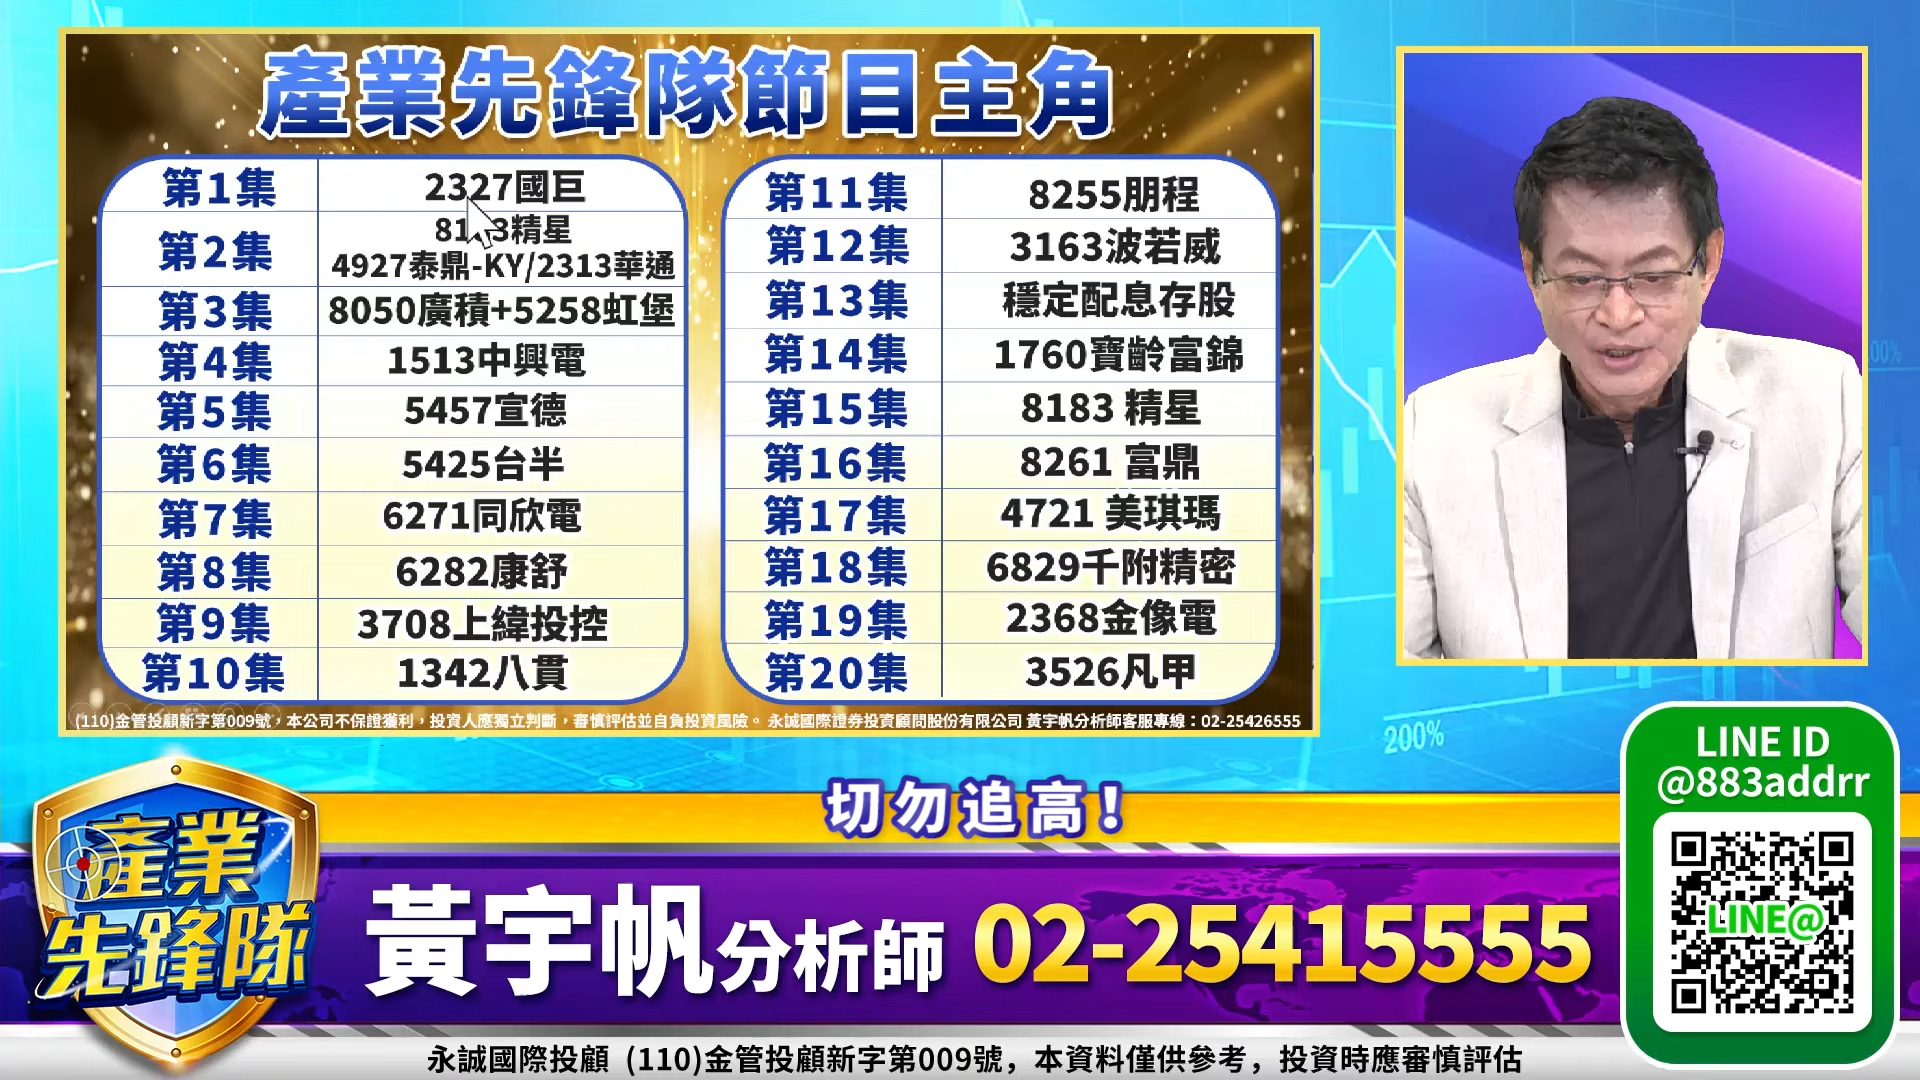 產業先鋒隊節目主角
第1集 2327國巨
第2集 精星
4927泰鼎-KY/2313華通
第3集 8050廣積+5258虹堡
第4集 1513中興電
第5集 5457宣德
第6集 5425台半
第7集 6271同欣電
第8集 6282康舒
第9集 3708上緯投控
第10集 1342八貫
第11集 8255朋程
第12集 3163波若威
第13集 穩定配息存股
第14集 1760寶齡富錦
第15集 8183 精星
第16集 8261 富鼎
第17集 4721 美琪瑪
第18集 6829千附精密
第19集 2368金像電
第20集 3526凡甲
(110)金管投顧新字第009號，本公司不保證獲利，投資人應獨立判斷，審慎評估並自負投資風險。 永誠國際證券投資顧問股份有限公司 黃宇帆分析師客服專線：02-25426555
200%
LINE ID
@883addrr
LINE@
切勿追高！
產業
先鋒隊
黃宇帆分析師 02-25415555
永誠國際投顧 (110)金管投顧新字第009號，本資料僅供參考，投資時應審慎評估